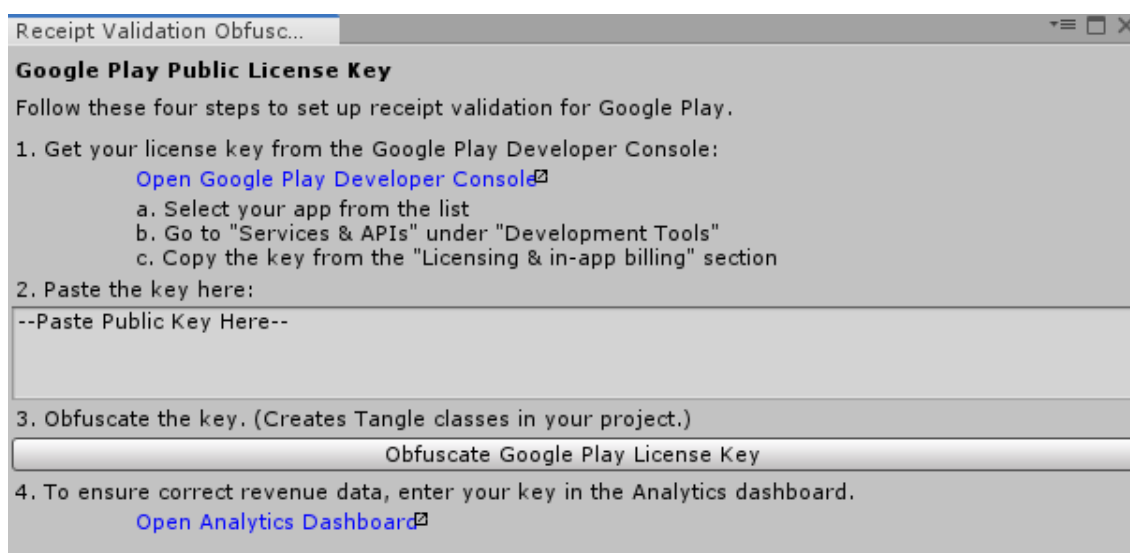 Receipt Validation Obfusc...
Google Play Public License Key
Follow these four steps to set up receipt validation for Google Play.
1. Get your license key from the Google Play Developer Console:
Open Google Play Developer Console
a. Select your app from the list
b. Go to "Services & APIs" under "Development Tools"
c. Copy the key from the "Licensing & in-app billing" section
2. Paste the key here:
--Paste Public Key Here--
3. Obfuscate the key. (Creates Tangle classes in your project.)
Obfuscate Google Play License Key
4. To ensure correct revenue data, enter your key in the Analytics dashboard.
Open Analytics Dashboard